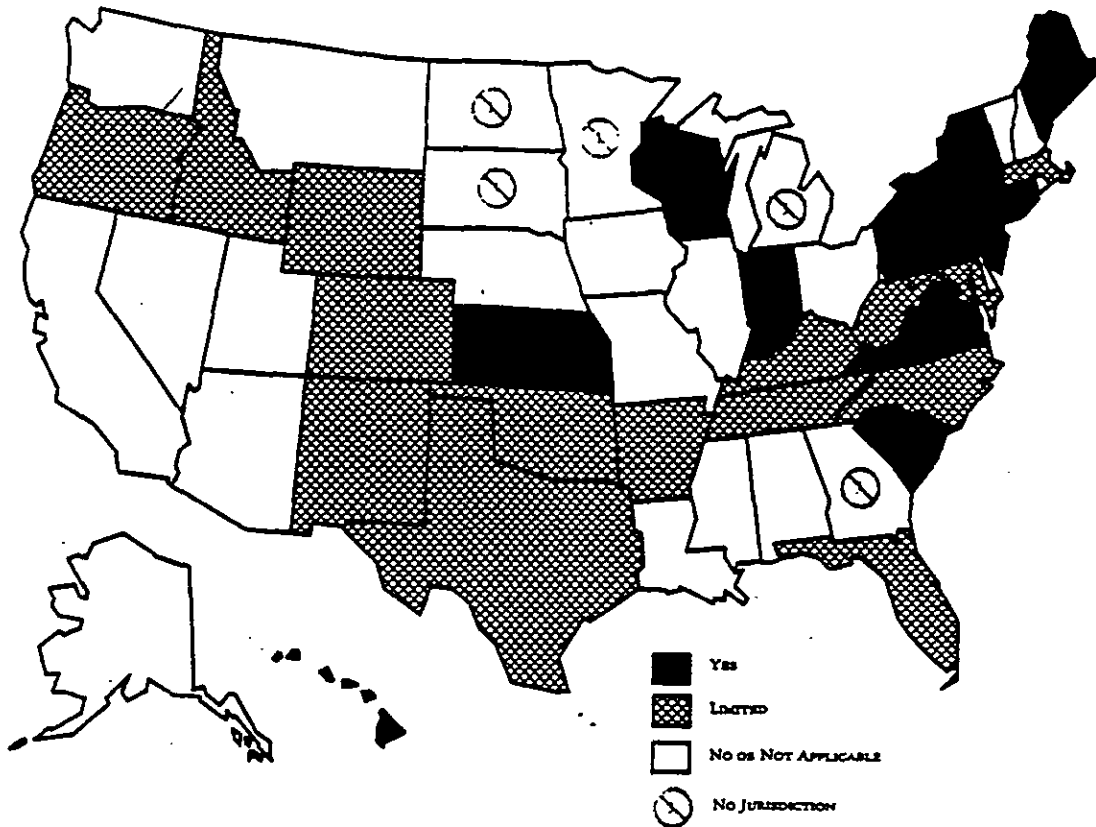 YES
LIMITED
NO OR NOT APPLICABLE
NO JURISDICTION